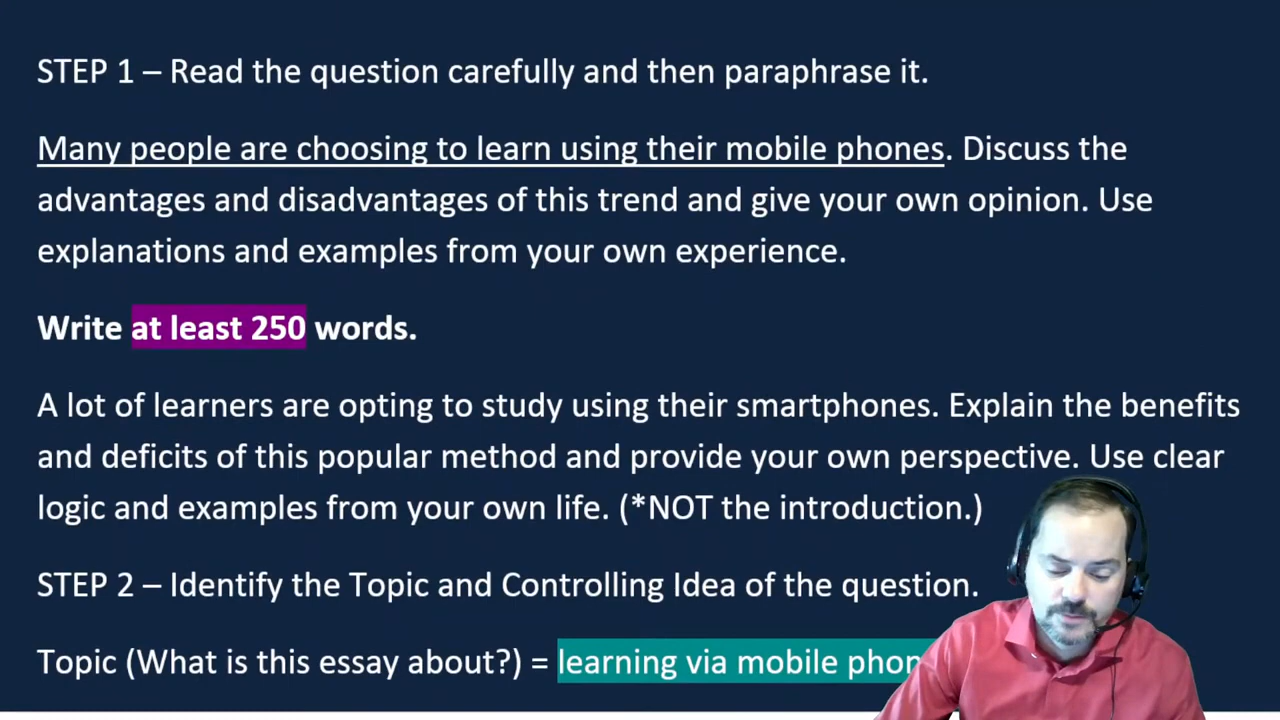 STEP 1 – Read the question carefully and then paraphrase it.
Many people are choosing to learn using their mobile phones. Discuss the
advantages and disadvantages of this trend and give your own opinion. Use
explanations and examples from your own experience.
Write at least 250 words.
A lot of learners are opting to study using their smartphones. Explain the benefits
and deficits of this popular method and provide your own perspective. Use clear
logic and examples from your own life. (*NOT the introduction.)
STEP 2 – Identify the Topic and Controlling Idea of the question.
Topic (What is this essay about?) = learning via mobile